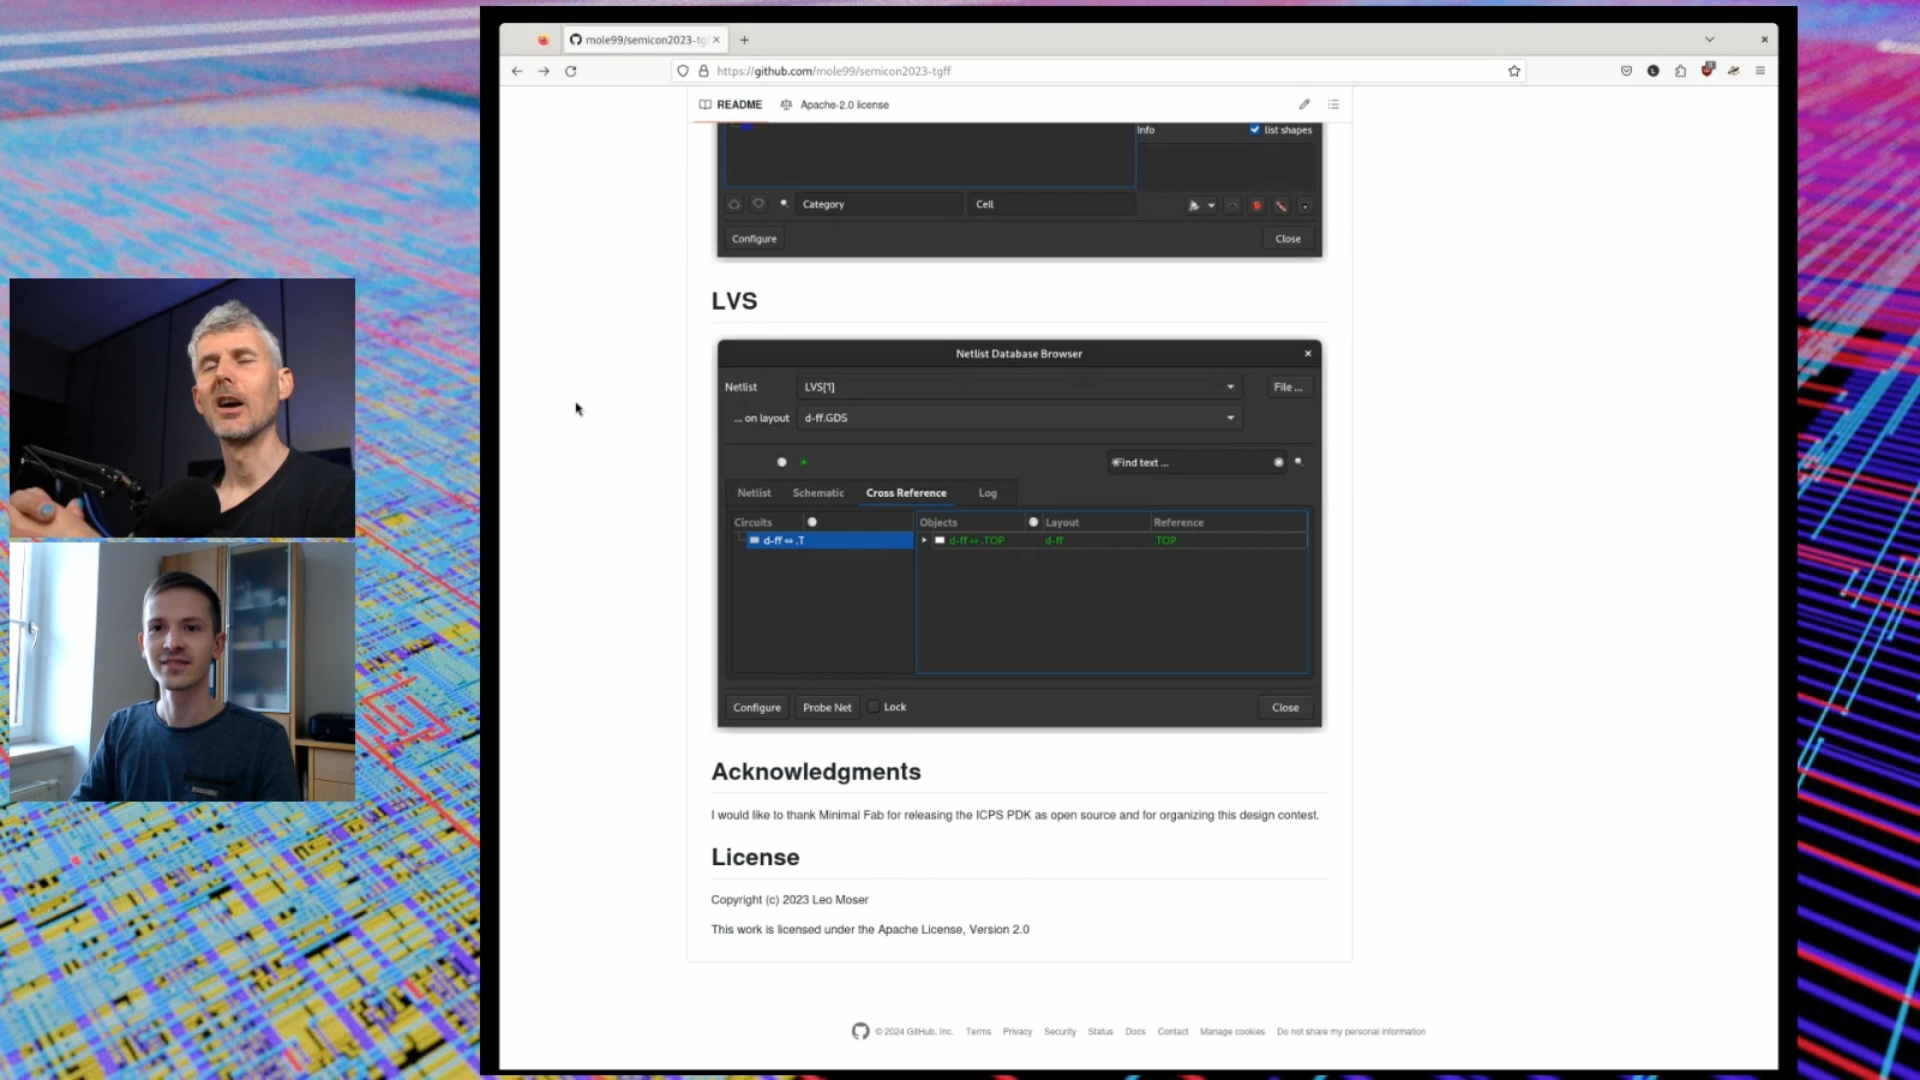 mole99/semicon2023-tg
https://github.com/mole99/semicon2023-tgff
README
Apache-2.0 license
Info
list shapes
Category
Cell
Configure
Close
LVS
Netlist Database Browser
Netlist
LVS[1]
File ...
... on layout
d-ff.GDS
Find text ...
Netlist
Schematic
Cross Reference
Log
Circuits
Objects
Layout
Reference
d-ff ⇔ .T
d-ff ⇔ .TOP
d-ff
.TOP
Configure
Probe Net
Lock
Close
Acknowledgments
I would like to thank Minimal Fab for releasing the ICPS PDK as open source and for organizing this design contest.
License
Copyright (c) 2023 Leo Moser
This work is licensed under the Apache License, Version 2.0
© 2024 GitHub, Inc.
Terms
Privacy
Security
Status
Docs
Contact
Manage cookies
Do not share my personal information